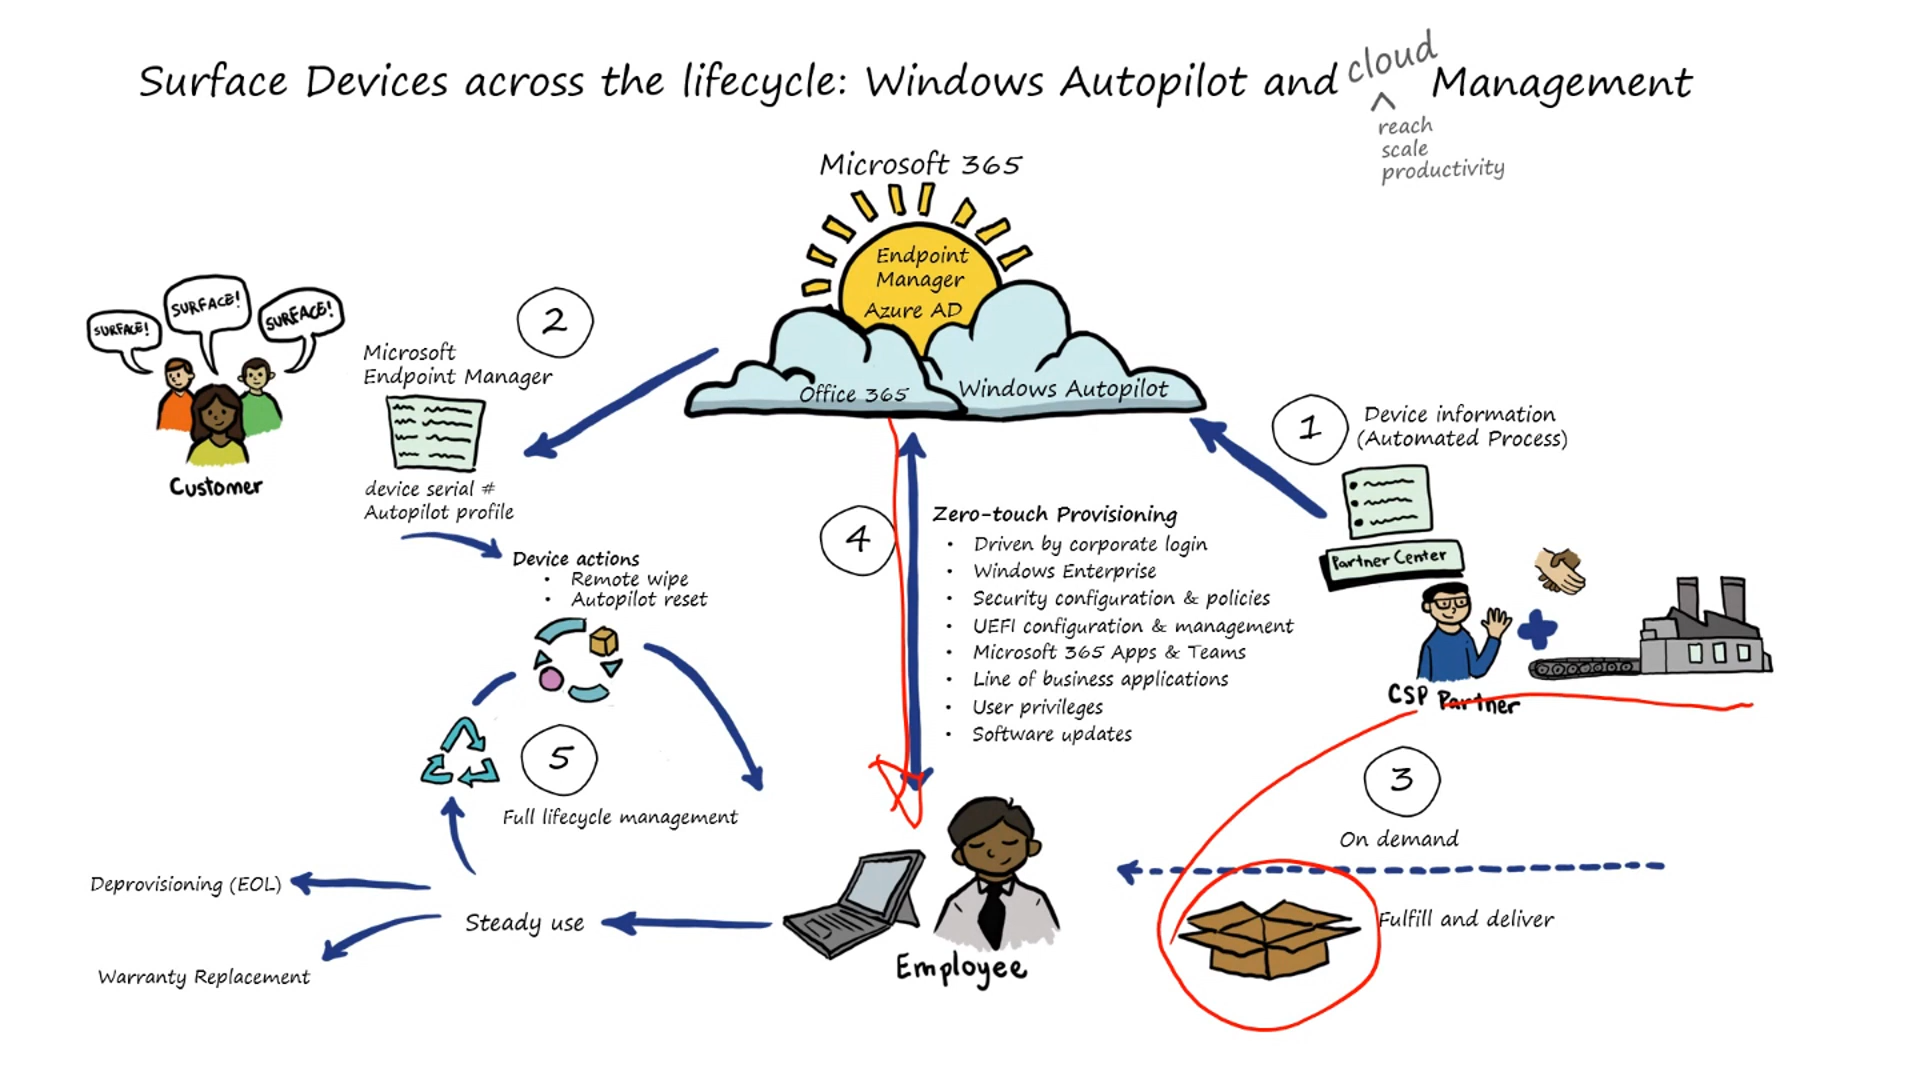 Surface Devices across the lifecycle: Windows Autopilot and cloud Management
^
reach
scale
productivity
Microsoft 365
Endpoint
Manager
Azure AD
Office 365
Windows Autopilot
SURFACE!
SURFACE!
SURFACE!
Customer
2
Microsoft
Endpoint Manager
device serial #
Autopilot profile
Device actions
• Remote wipe
• Autopilot reset
1
Device information
(Automated Process)
Partner Center
CSP Partner
4
Zero-touch Provisioning
• Driven by corporate login
• Windows Enterprise
• Security configuration & policies
• UEFI configuration & management
• Microsoft 365 Apps & Teams
• Line of business applications
• User privileges
• Software updates
3
On demand
Fulfill and deliver
5
Full lifecycle management
Deprovisioning (EOL)
Steady use
Warranty Replacement
Employee